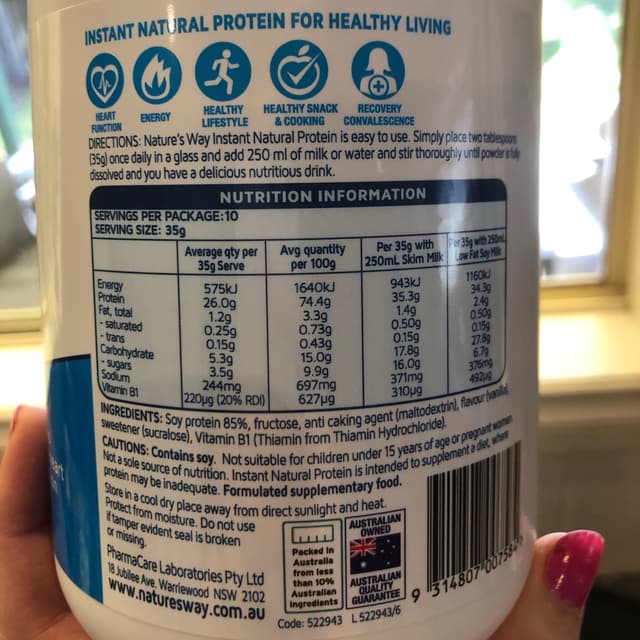 INSTANT NATURAL PROTEIN FOR HEALTHY LIVING
HEART FUNCTION
ENERGY
HEALTHY LIFESTYLE
HEALTHY SNACK & COOKING
RECOVERY CONVALESCENCE
DIRECTIONS: Nature's Way Instant Natural Protein is easy to use. Simply place two tablespoons
(35g) once daily in a glass and add 250 ml of milk or water and stir thoroughly until powder is fully
dissolved and you have a delicious nutritious drink.
NUTRITION INFORMATION
SERVINGS PER PACKAGE:10
SERVING SIZE: 35g
Average qty per 35g Serve Avg quantity per 100g Per 35g with 250mL Skim Milk Per 35g with 250mL Low Fat Soy Milk
Energy 575kJ 1640kJ 943kJ 1160kJ
Protein 26.0g 74.4g 35.3g 34.3g
Fat, total 1.2g 3.3g 1.4g 2.4g
- saturated 0.25g 0.73g 0.50g 0.50g
- trans 0.15g 0.43g 0.15g 0.15g
Carbohydrate 5.3g 15.0g 17.8g 27.8g
- sugars 3.5g 9.9g 16.0g 6.7g
Sodium 244mg 697mg 371mg 376mg
Vitamin B1 220µg (20% RDI) 627µg 310µg 492µg
INGREDIENTS: Soy protein 85%, fructose, anti caking agent (maltodextrin), flavour (vanilla),
sweetener (sucralose), Vitamin B1 (Thiamin from Thiamin Hydrochloride).
CAUTIONS: Contains soy. Not suitable for children under 15 years of age or pregnant women.
Not a sole source of nutrition. Instant Natural Protein is intended to supplement a diet, where
protein may be inadequate. Formulated supplementary food.
Store in a cool dry place away from direct sunlight and heat.
Protect from moisture. Do not use
if tamper evident seal is broken
or missing.
PharmaCare Laboratories Pty Ltd
18 Jubilee Ave. Warriewood NSW 2102
www.naturesway.com.au
Packed in
Australia
from less
than 10%
Australian
ingredients
AUSTRALIAN
OWNED
AUSTRALIAN
QUALITY
GUARANTEE
Code: 522943 L522943/6
9 314807 007584